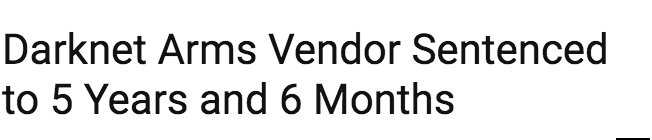 Darknet Arms Vendor Sentenced
to 5 Years and 6 Months